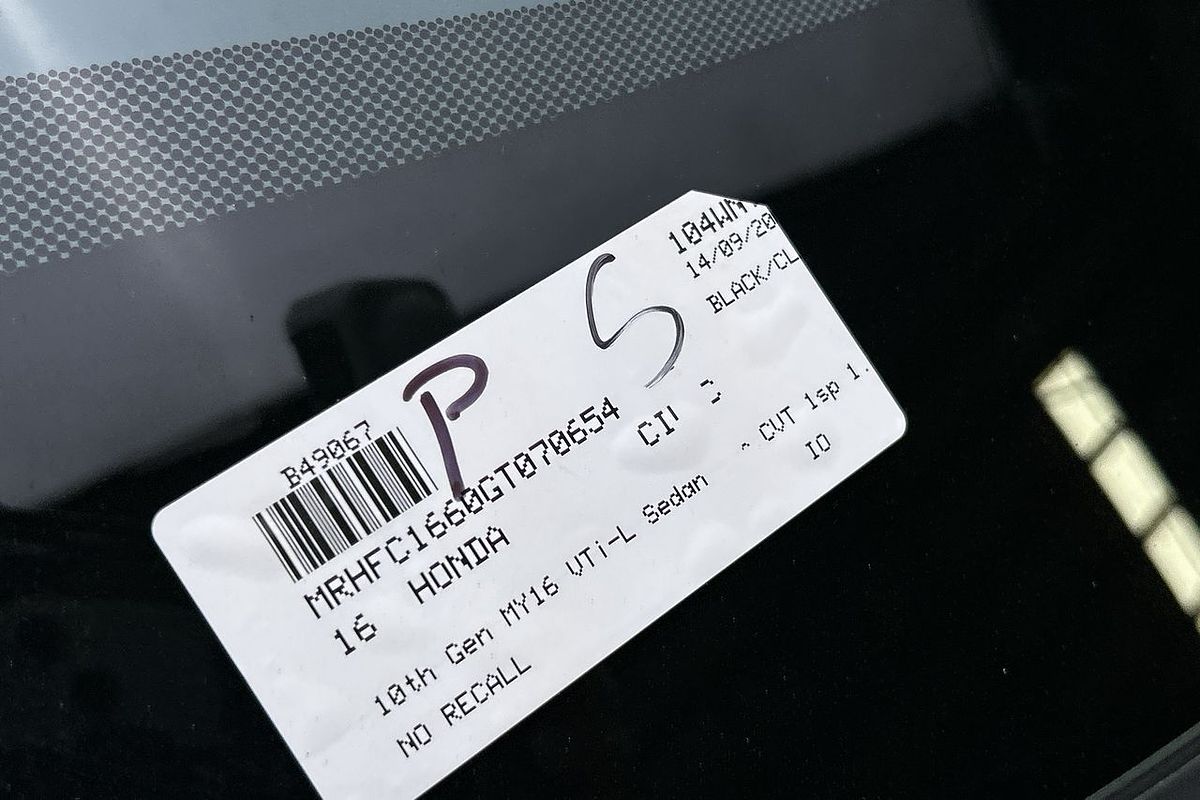 B49067
P
S
14/09/20
BLACK/CL
MRHFC1660GT070654
16 HONDA
10th Gen MY16 VTi-L Sedan CVT 1sp 1.
NO RECALL IO